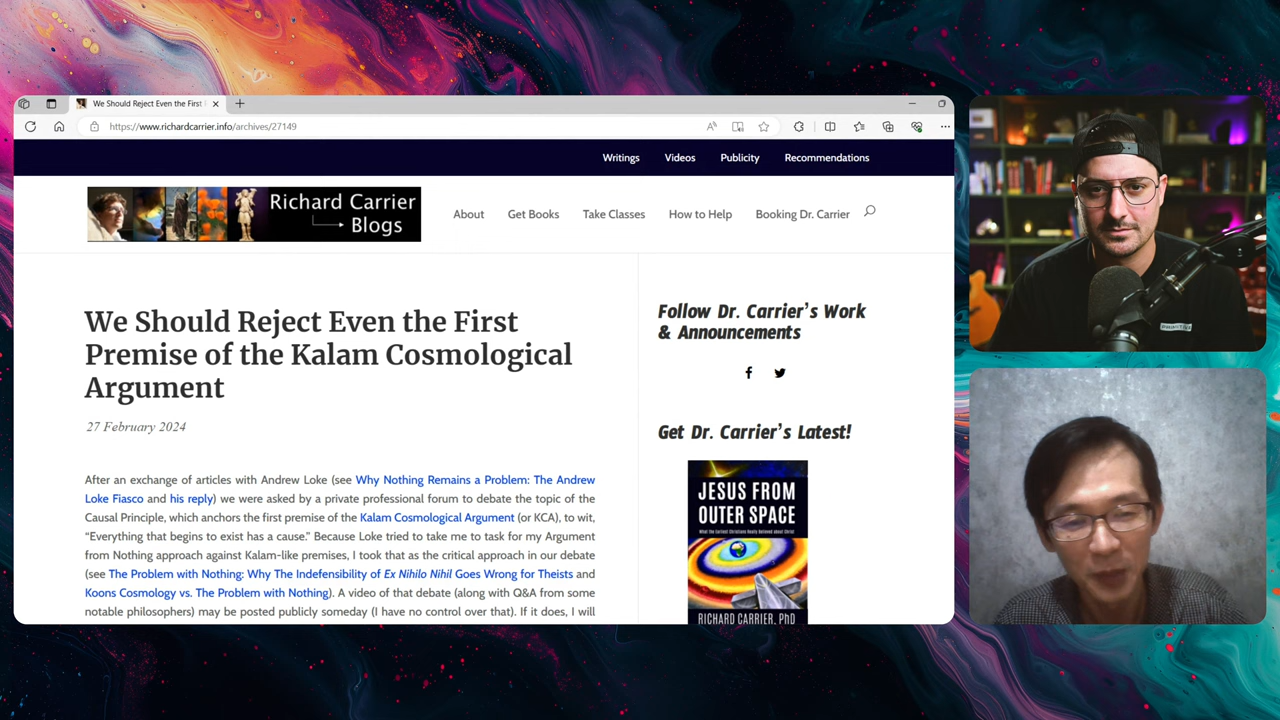 We Should Reject Even the First
https://www.richardcarrier.info/archives/27149
Writings Videos Publicity Recommendations
Richard Carrier
Blogs
About Get Books Take Classes How to Help Booking Dr. Carrier
We Should Reject Even the First
Premise of the Kalam Cosmological
Argument
27 February 2024
After an exchange of articles with Andrew Loke (see Why Nothing Remains a Problem: The Andrew
Loke Fiasco and his reply) we were asked by a private professional forum to debate the topic of the
Causal Principle, which anchors the first premise of the Kalam Cosmological Argument (or KCA), to wit,
“Everything that begins to exist has a cause.” Because Loke tried to take me to task for my Argument
from Nothing approach against Kalam-like premises, I took that as the critical approach in our debate
(see The Problem with Nothing: Why The Indefensibility of Ex Nihilo Nihil Goes Wrong for Theists and
Koons Cosmology vs. The Problem with Nothing). A video of that debate (along with Q&A from some
notable philosophers) may be posted publicly someday (I have no control over that). If it does, I will
Follow Dr. Carrier’s Work
& Announcements
Get Dr. Carrier’s Latest!
JESUS FROM
OUTER SPACE
What the Earliest Christians Really Believed about Christ
RICHARD CARRIER, PhD